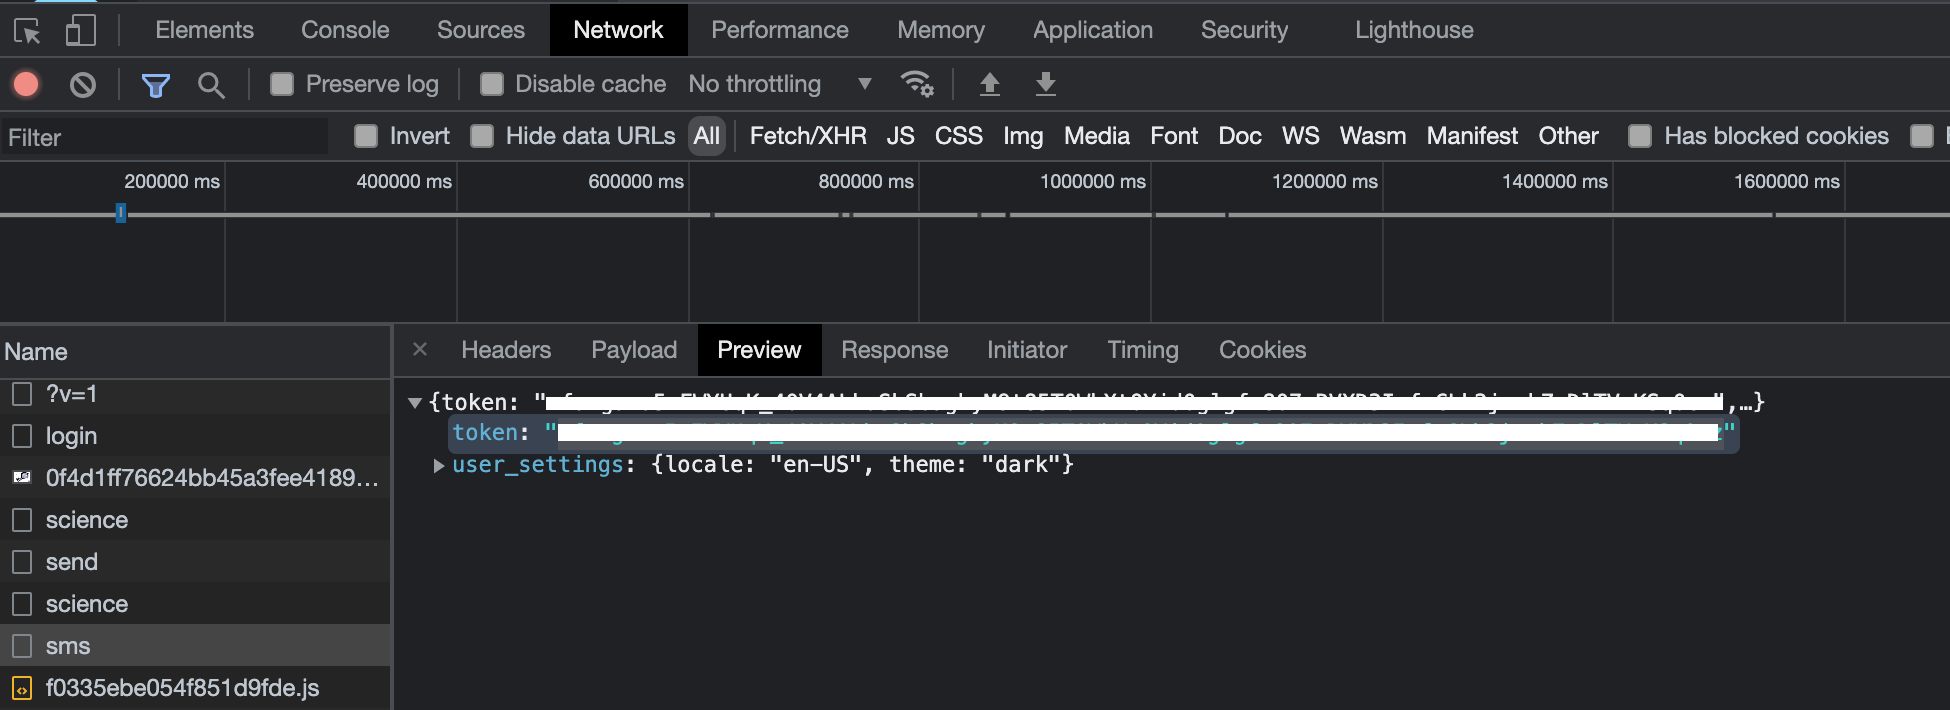 Elements Console Sources Network Performance Memory Application Security Lighthouse
Preserve log Disable cache No throttling
Filter Invert Hide data URLs All Fetch/XHR JS CSS Img Media Font Doc WS Wasm Manifest Other Has blocked cookies
200000 ms 400000 ms 600000 ms 800000 ms 1000000 ms 1200000 ms 1400000 ms 1600000 ms
Name
× Headers Payload Preview Response Initiator Timing Cookies
?v=1
login
0f4d1ff76624bb45a3fee4189...
science
send
science
sms
f0335ebe054f851d9fde.js
{token: " ",…}
token: " "
user_settings: {locale: "en-US", theme: "dark"}